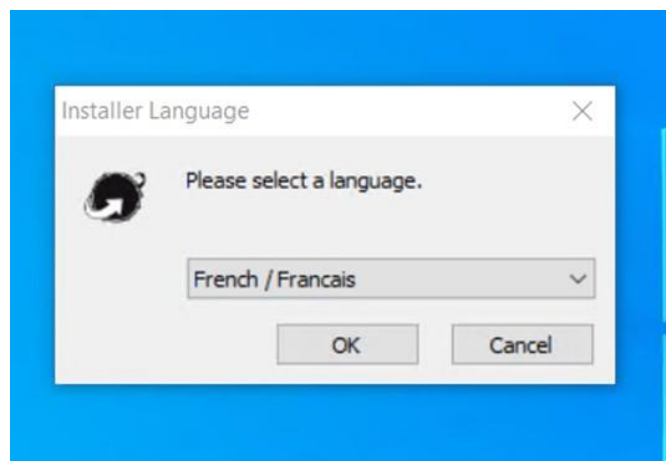 Installer Language
Please select a language.
French / Francais
OK
Cancel